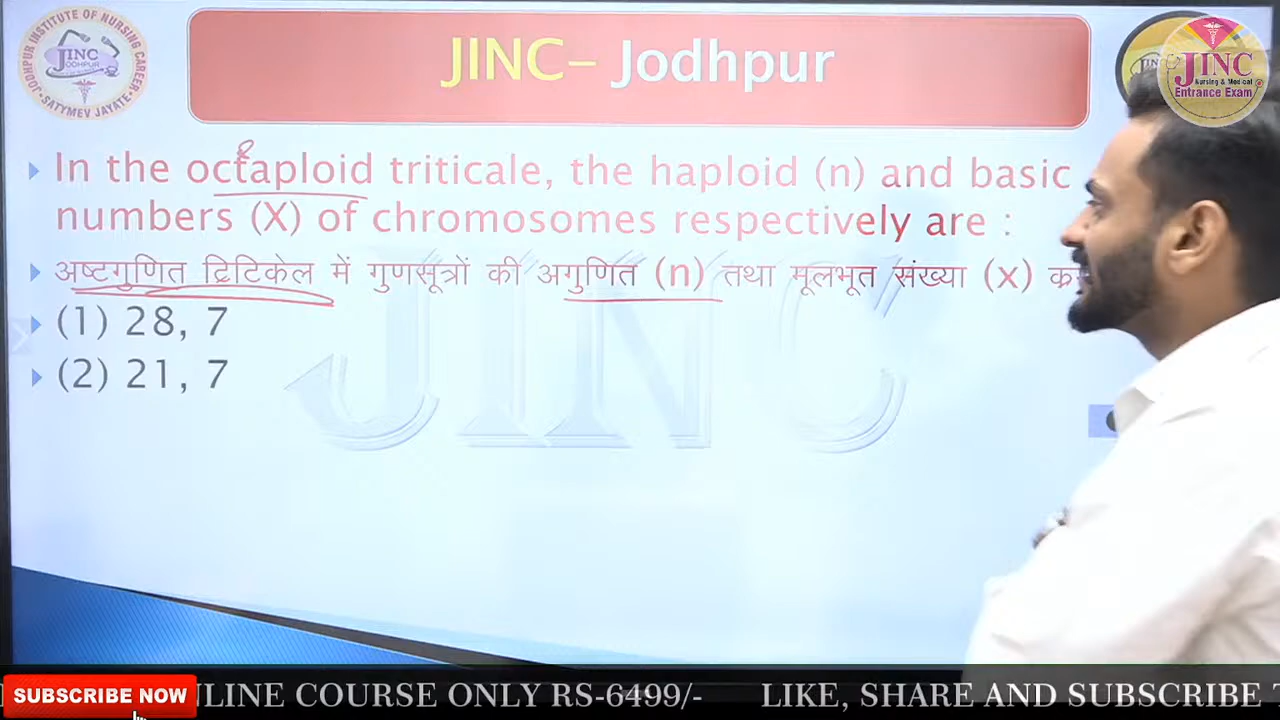 JODHPUR INSTITUTE OF NURSING CAREER
JINC
JODHPUR
SATYMEV JAYATE
JINC– Jodhpur
JINC
Nursing & Medical
Entrance Exam
In the octaploid triticale, the haploid (n) and basic
numbers (X) of chromosomes respectively are :
अष्टगुणित ट्रिटिकेल में गुणसूत्रों की अगुणित (n) तथा मूलभूत संख्या (x)
(1) 28, 7
(2) 21, 7
JINC
SUBSCRIBE NOW
NLINE COURSE ONLY RS-6499/- LIKE, SHARE AND SUBSCRIBE